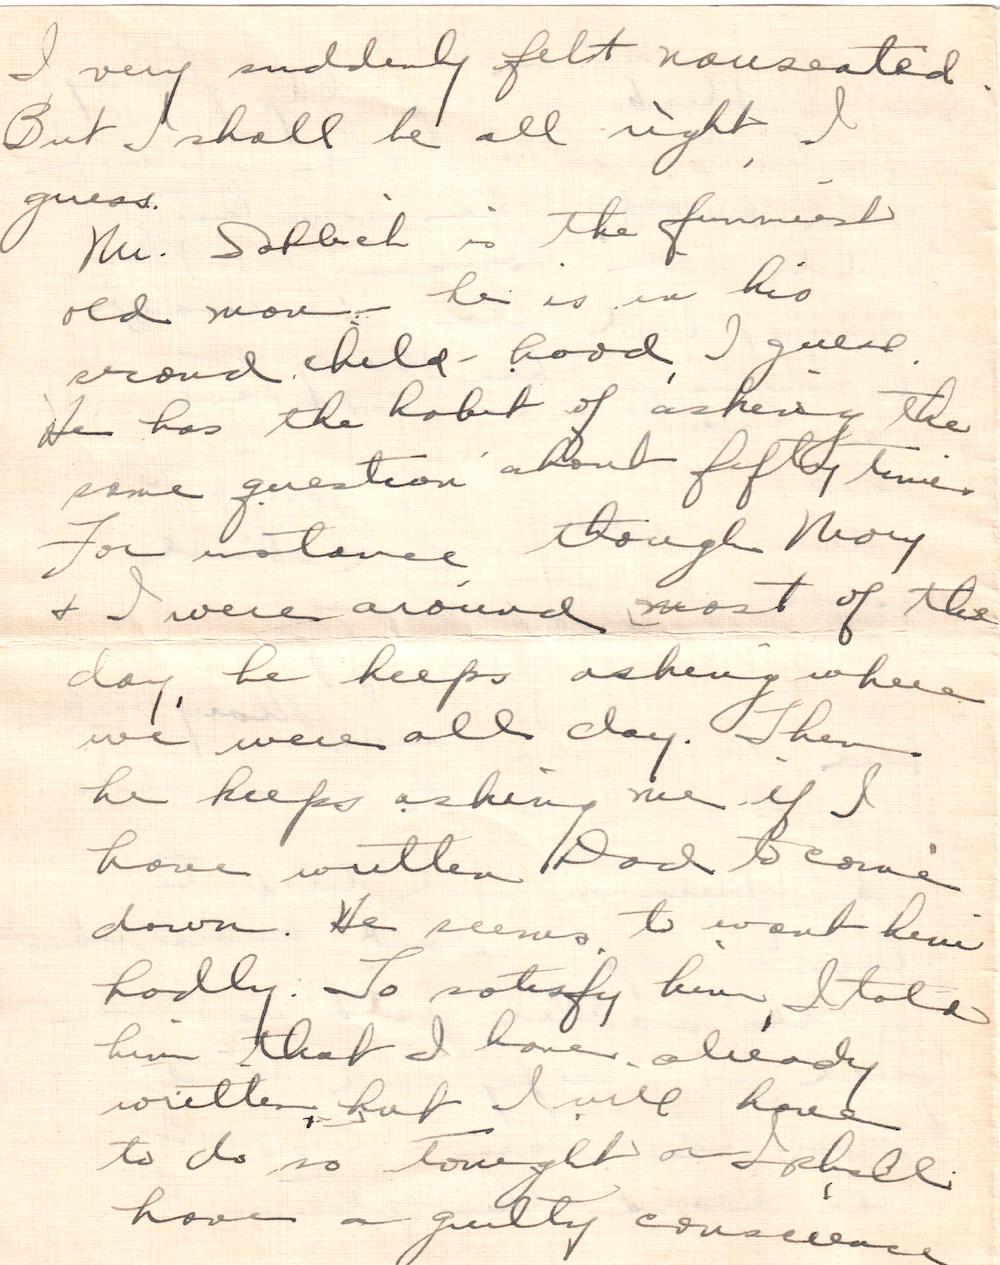 I very suddenly felt nauseated.
But I shall be all right, I
guess.
Mr. is the funniest
old man – he is in his
second child-hood, I guess.
He has the habit of asking the
same question about fifty times.
For instance though Mary
& I were around most of the
day, he keeps asking where
we were all day. Then
he keeps asking me if I
have written Dad to come
down. He seems to want him
badly. To satisfy him, I told
him that I have already
written, but I will have
to do so tonight or I shall
have a guilty conscience